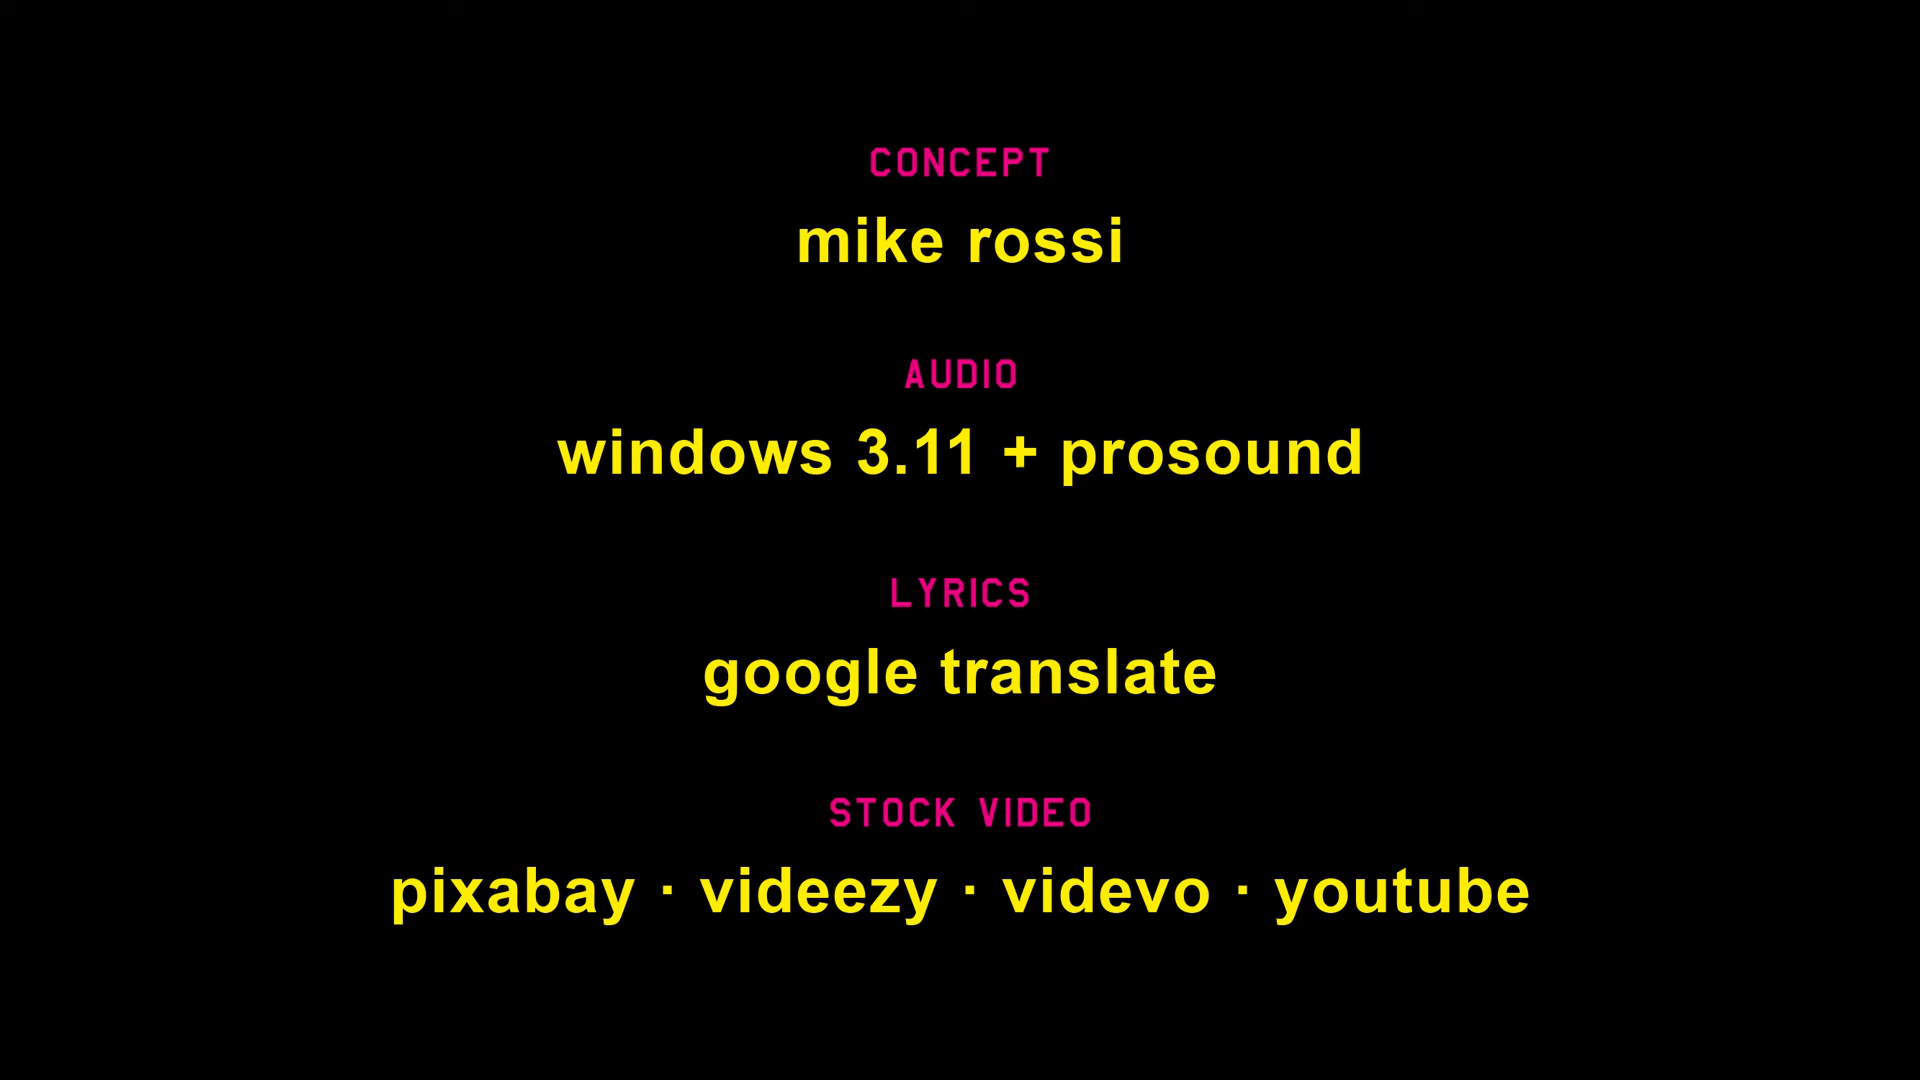 CONCEPT
mike rossi
AUDIO
windows 3.11 + prosound
LYRICS
google translate
STOCK VIDEO
pixabay · videezy · videvo · youtube